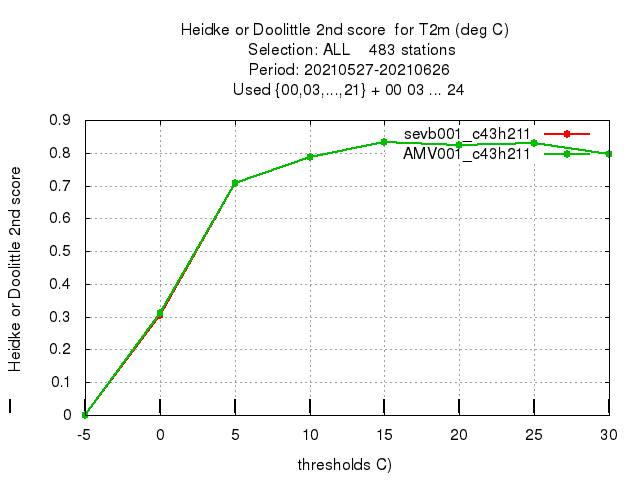 Heidke or Doolittle 2nd score  for T2m (deg C)
Selection: ALL    483 stations
Period: 20210527-20210626
Used {00,03,...,21} + 00 03 ... 24
sevb001_c43h211
AMV001_c43h211
Heidke or Doolittle 2nd score
0.9
0.8
0.7
0.6
0.5
0.4
0.3
0.2
0.1
0
-5 0 5 10 15 20 25 30
thresholds C)